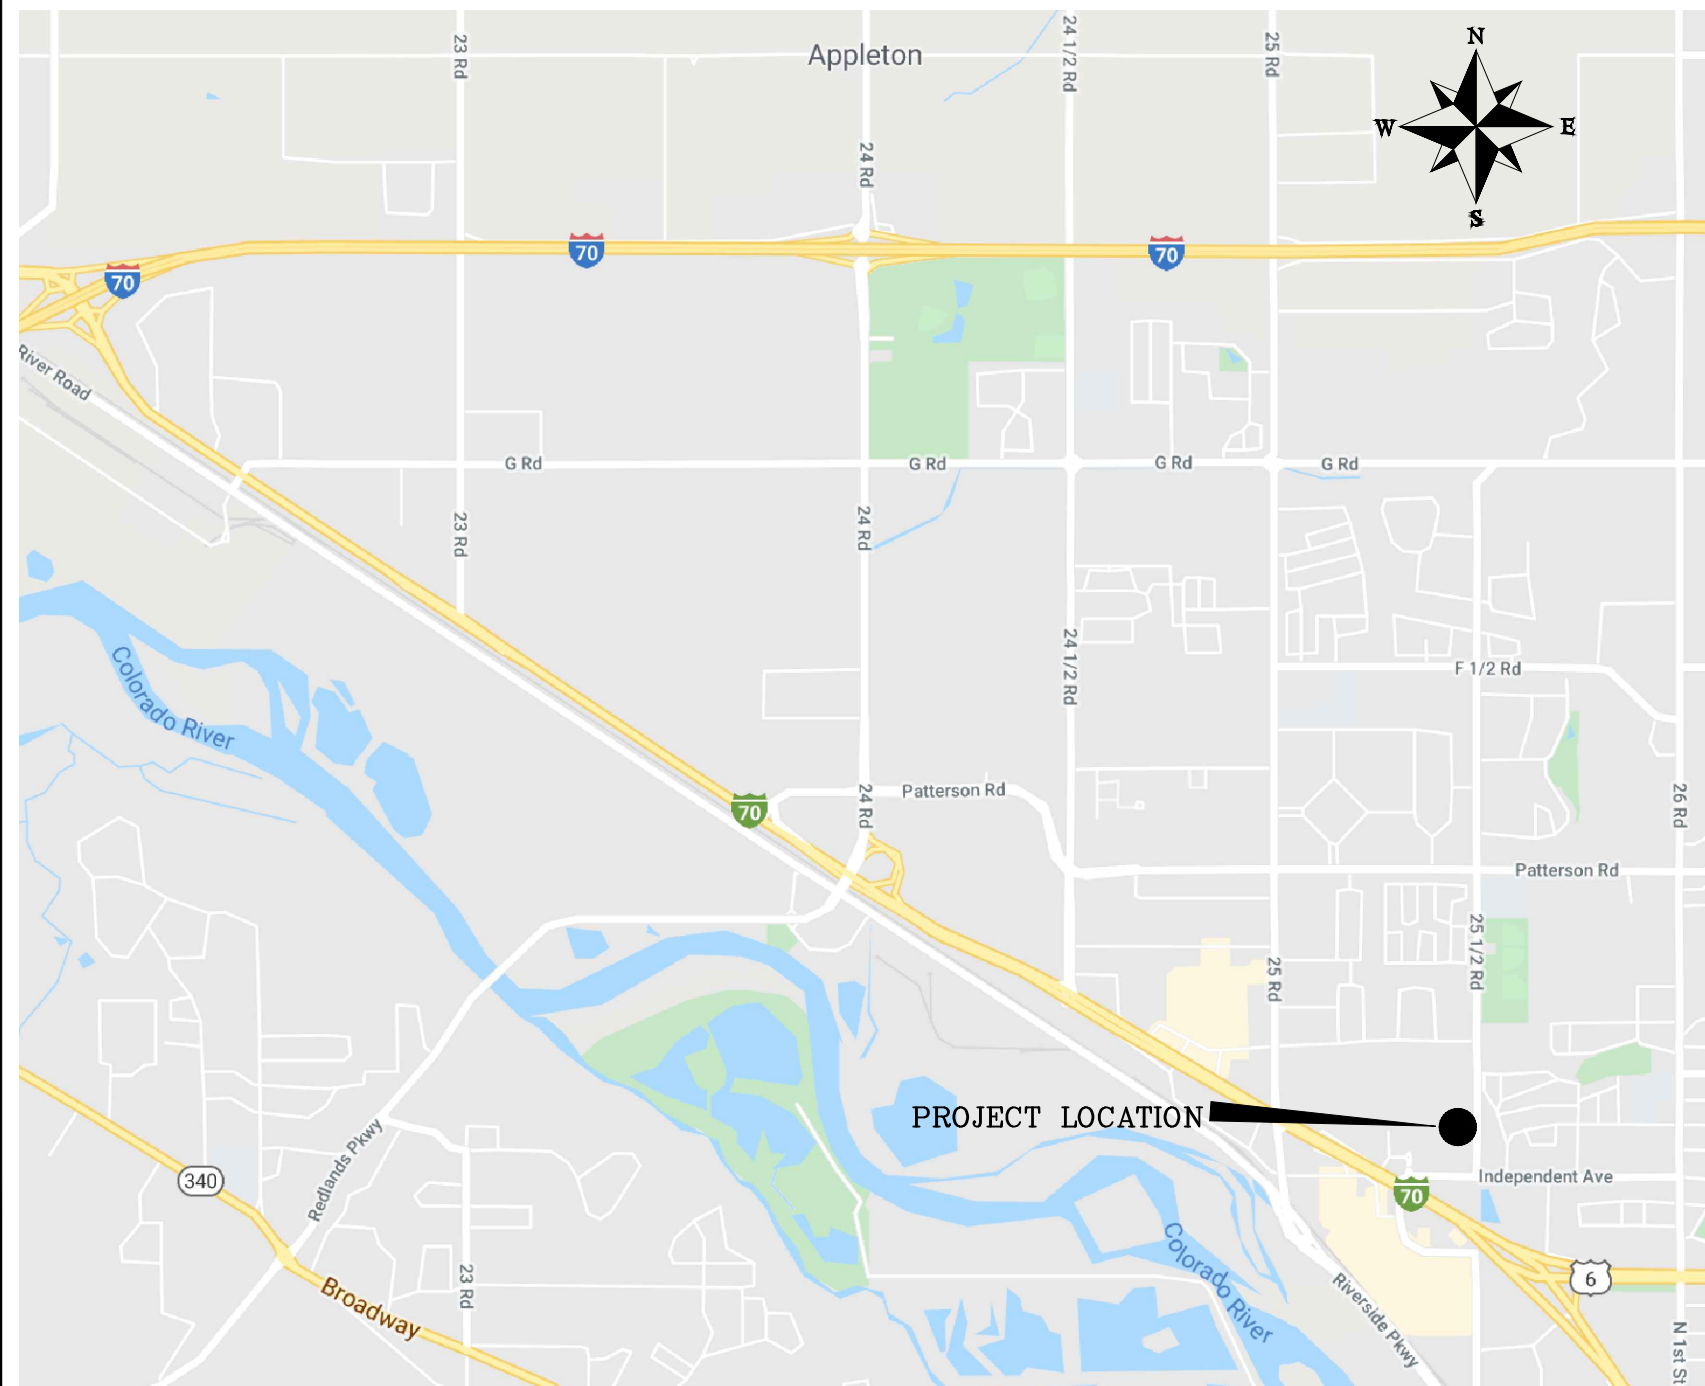 23 Rd
Appleton
24 1/2 Rd
25 Rd
N
W
E
S
24 Rd
70
70
70
River Road
G Rd
G Rd
G Rd
G Rd
23 Rd
24 Rd
24 1/2 Rd
F 1/2 Rd
Colorado River
70
24 Rd
Patterson Rd
26 Rd
Patterson Rd
25 1/2 Rd
25 Rd
PROJECT LOCATION
Redlands Pkwy
340
Independent Ave
70
Colorado River
23 Rd
Broadway
6
Riverside Pkwy
N 1st St